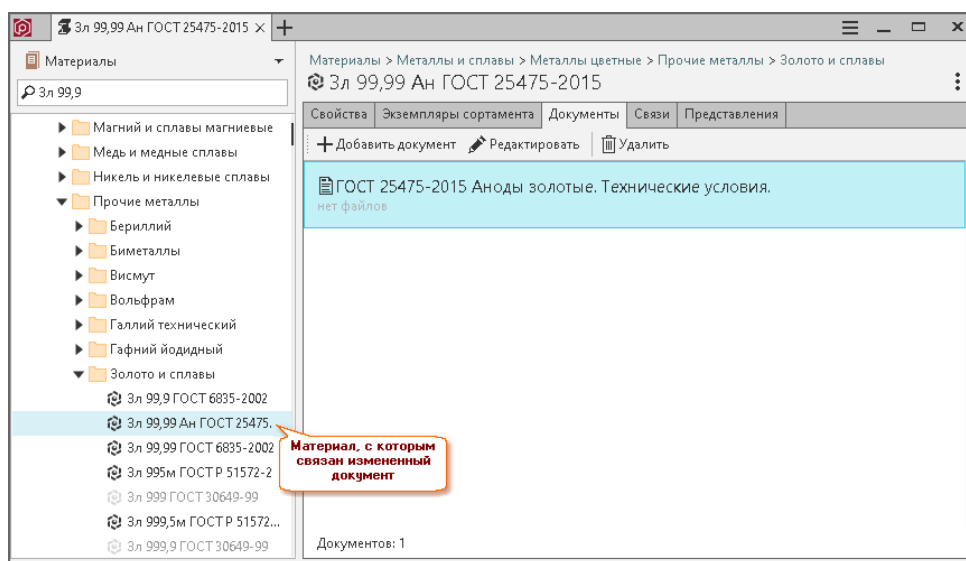 Зл 99,99 Ан ГОСТ 25475-2015
Материалы
Зл 99,9
Магний и сплавы магниевые
Медь и медные сплавы
Никель и никелевые сплавы
Прочие металлы
Бериллий
Биметаллы
Висмут
Вольфрам
Галлий технический
Гафний йодидный
Золото и сплавы
Зл 99,9 ГОСТ 6835-2002
Зл 99,99 Ан ГОСТ 25475.
Зл 99,99 ГОСТ 6835-2002
Зл 995м ГОСТ Р 51572-2
Зл 999 ГОСТ 30649-99
Зл 999,5м ГОСТ Р 51572...
Зл 999,9 ГОСТ 30649-99
Материал, с которым
связан измененный
документ
Материалы > Металлы и сплавы > Металлы цветные > Прочие металлы > Золото и сплавы
Зл 99,99 Ан ГОСТ 25475-2015
Свойства Экземпляры сортамента Документы Связи Представления
Добавить документ Редактировать Удалить
ГОСТ 25475-2015 Аноды золотые. Технические условия.
нет файлов
Документов: 1